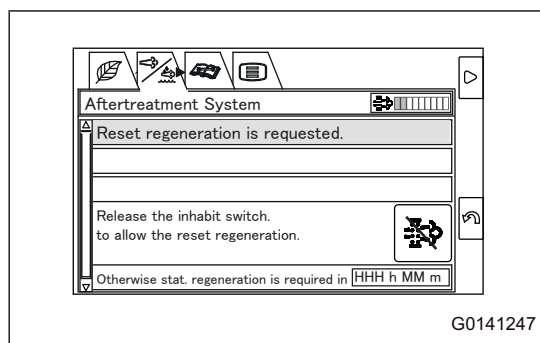 Aftertreatment System
Reset regeneration is requested.
Release the inhabit switch.
to allow the reset regeneration.
Otherwise stat. regeneration is required in HHH h MM m
G0141247